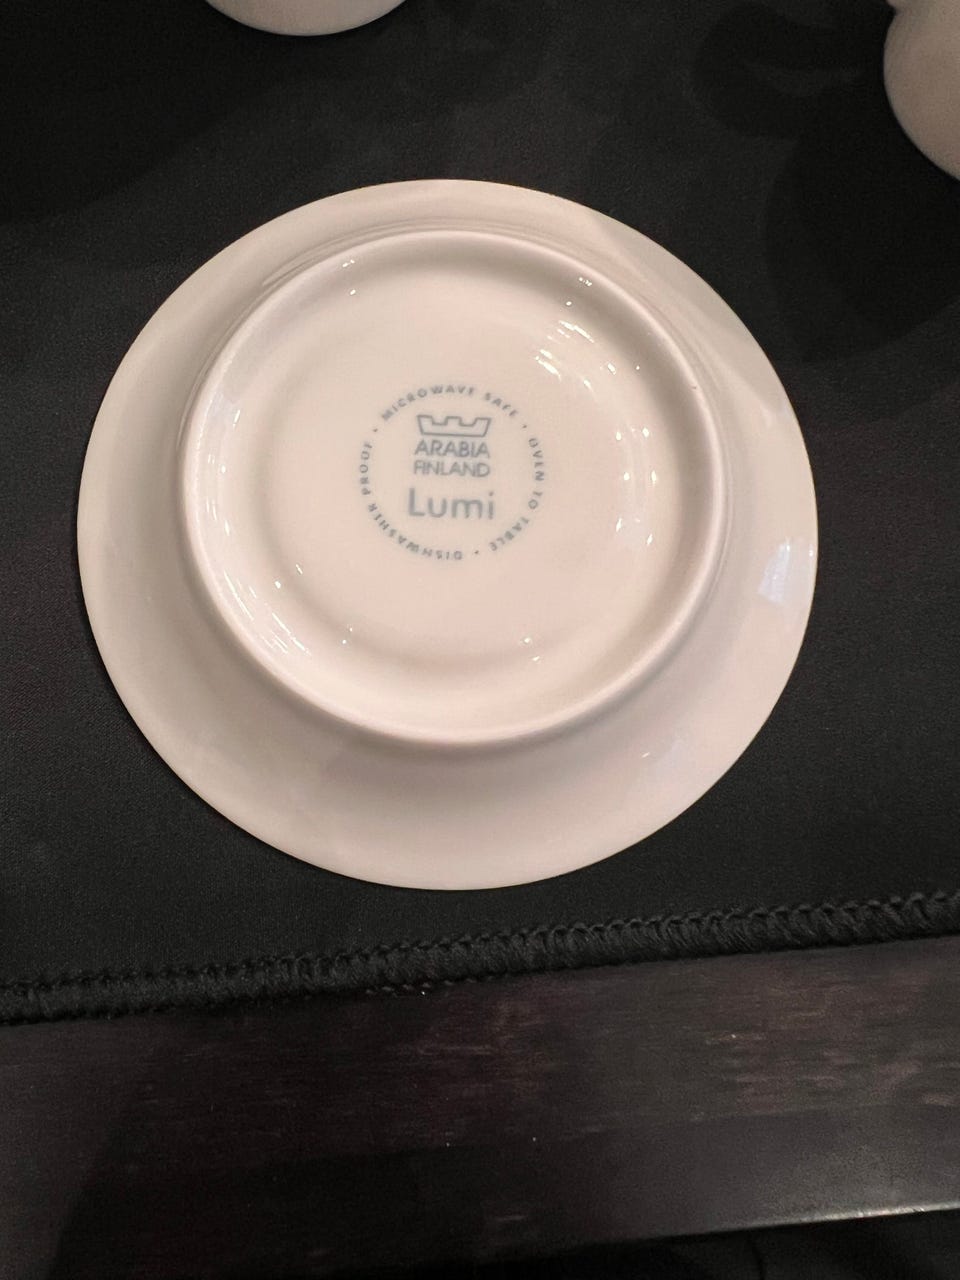 MICROWAVE SAFE • OVEN TO TABLE • DISHWASHER PROOF •
ARABIA
FINLAND
Lumi